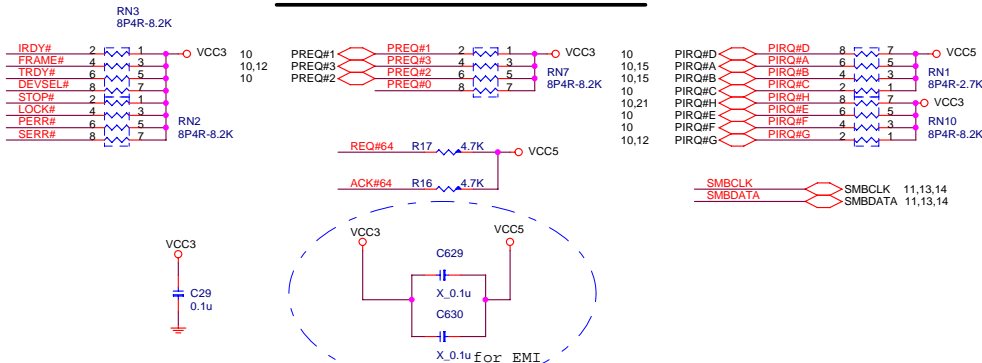 RN3
8P4R-8.2K
IRDY# 2 1 VCC3
FRAME# 4 3
TRDY# 6 5
DEVSEL# 8 7
STOP# 2 1
LOCK# 4 3 RN2
PERR# 6 5 8P4R-8.2K
SERR# 8 7
10 PREQ#1 PREQ#1 2 1 VCC3
10,12 PREQ#3 PREQ#3 4 3
10 PREQ#2 PREQ#2 6 5 RN7
PREQ#0 8 7 8P4R-8.2K
10 PIRQ#D PIRQ#D 8 7 VCC5
10,15 PIRQ#A PIRQ#A 6 5
10,15 PIRQ#B PIRQ#B 4 3 RN1
10 PIRQ#C PIRQ#C 2 1 8P4R-2.7K
10,21 PIRQ#H PIRQ#H 8 7 VCC3
10 PIRQ#E PIRQ#E 6 5
10 PIRQ#F PIRQ#F 4 3 RN10
10,12 PIRQ#G PIRQ#G 2 1 8P4R-8.2K
REQ#64 R17 4.7K VCC5
ACK#64 R16 4.7K
SMBCLK SMBCLK 11,13,14
SMBDATA SMBDATA 11,13,14
VCC3
C29
0.1u
VCC3 VCC5
C629
X_0.1u
C630
X_0.1u for EMI